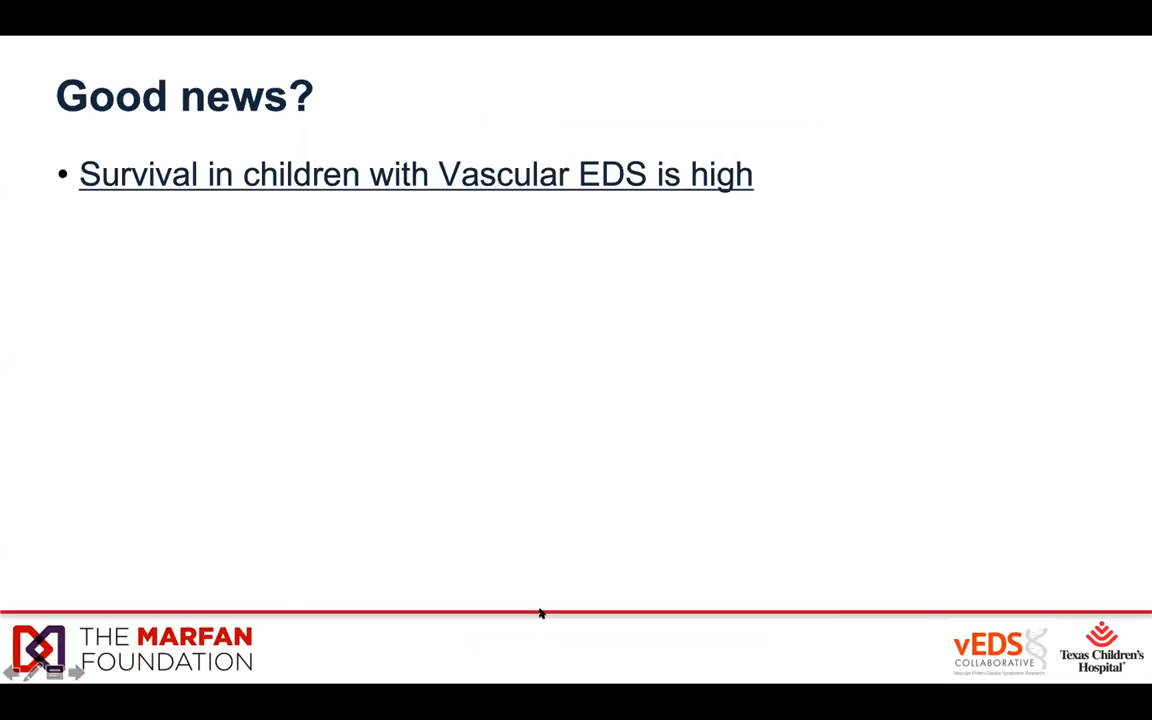 Good news?
• Survival in children with Vascular EDS is high
THE MARFAN
FOUNDATION
vEDS
COLLABORATIVE
Texas Children's
Hospital®